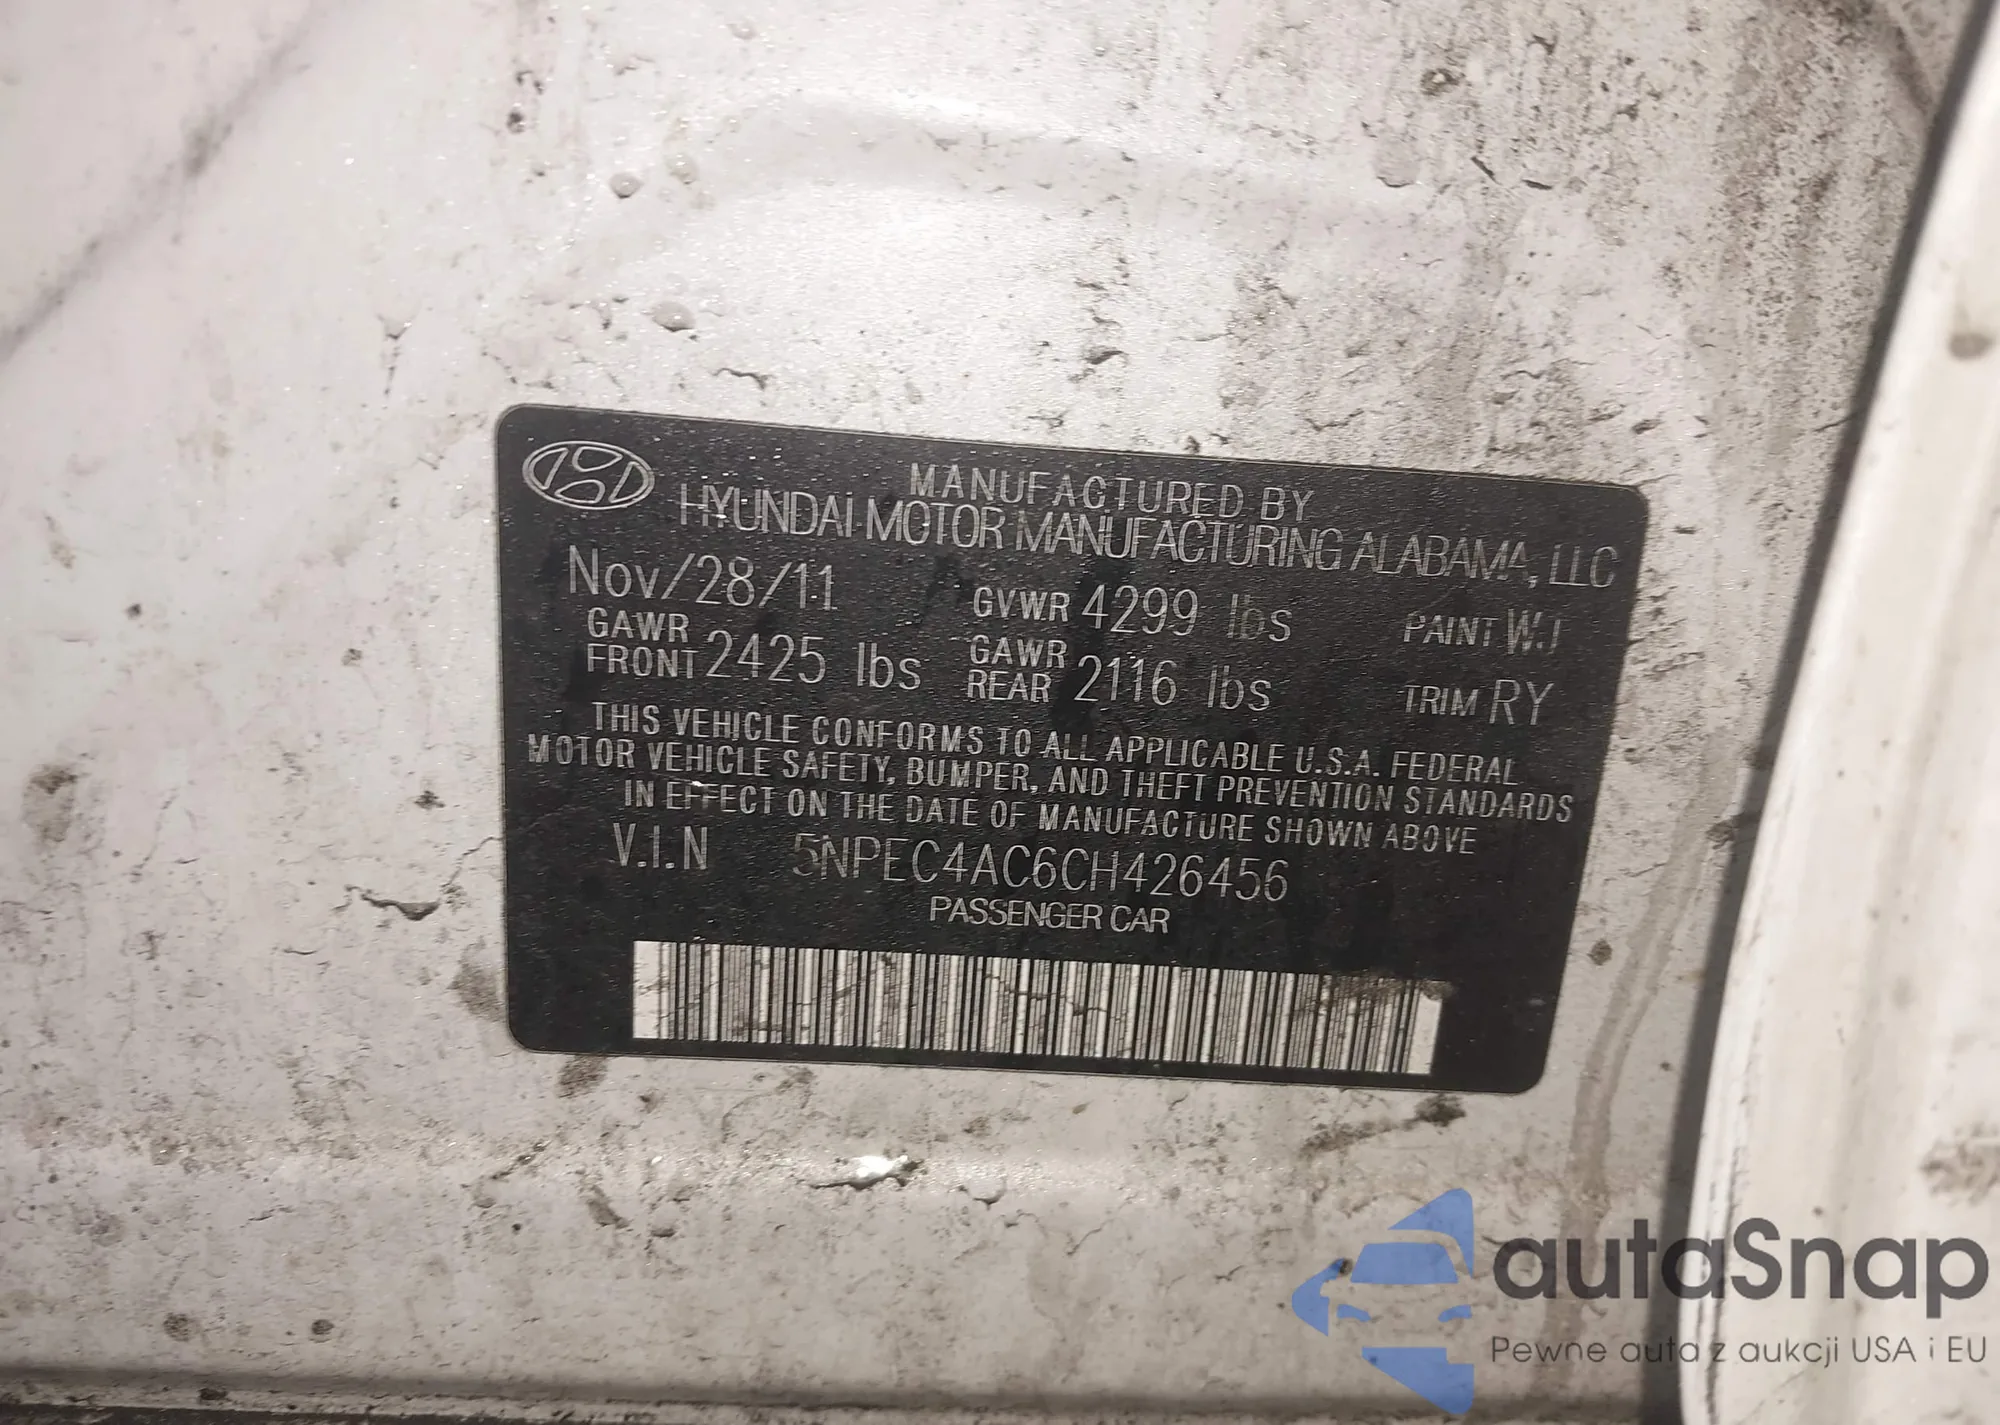 MANUFACTURED BY
HYUNDAI MOTOR MANUFACTURING ALABAMA, LLC
Nov/28/11 GVWR 4299 lbs PAINT WJ
GAWR FRONT 2425 lbs GAWR REAR 2116 lbs TRIM RY
THIS VEHICLE CONFORMS TO ALL APPLICABLE U.S.A. FEDERAL
MOTOR VEHICLE SAFETY, BUMPER, AND THEFT PREVENTION STANDARDS
IN EFFECT ON THE DATE OF MANUFACTURE SHOWN ABOVE
V.I.N 5NPEC4AC6CH426456
PASSENGER CAR
autaSnap
Pewne auta z aukcji USA i EU